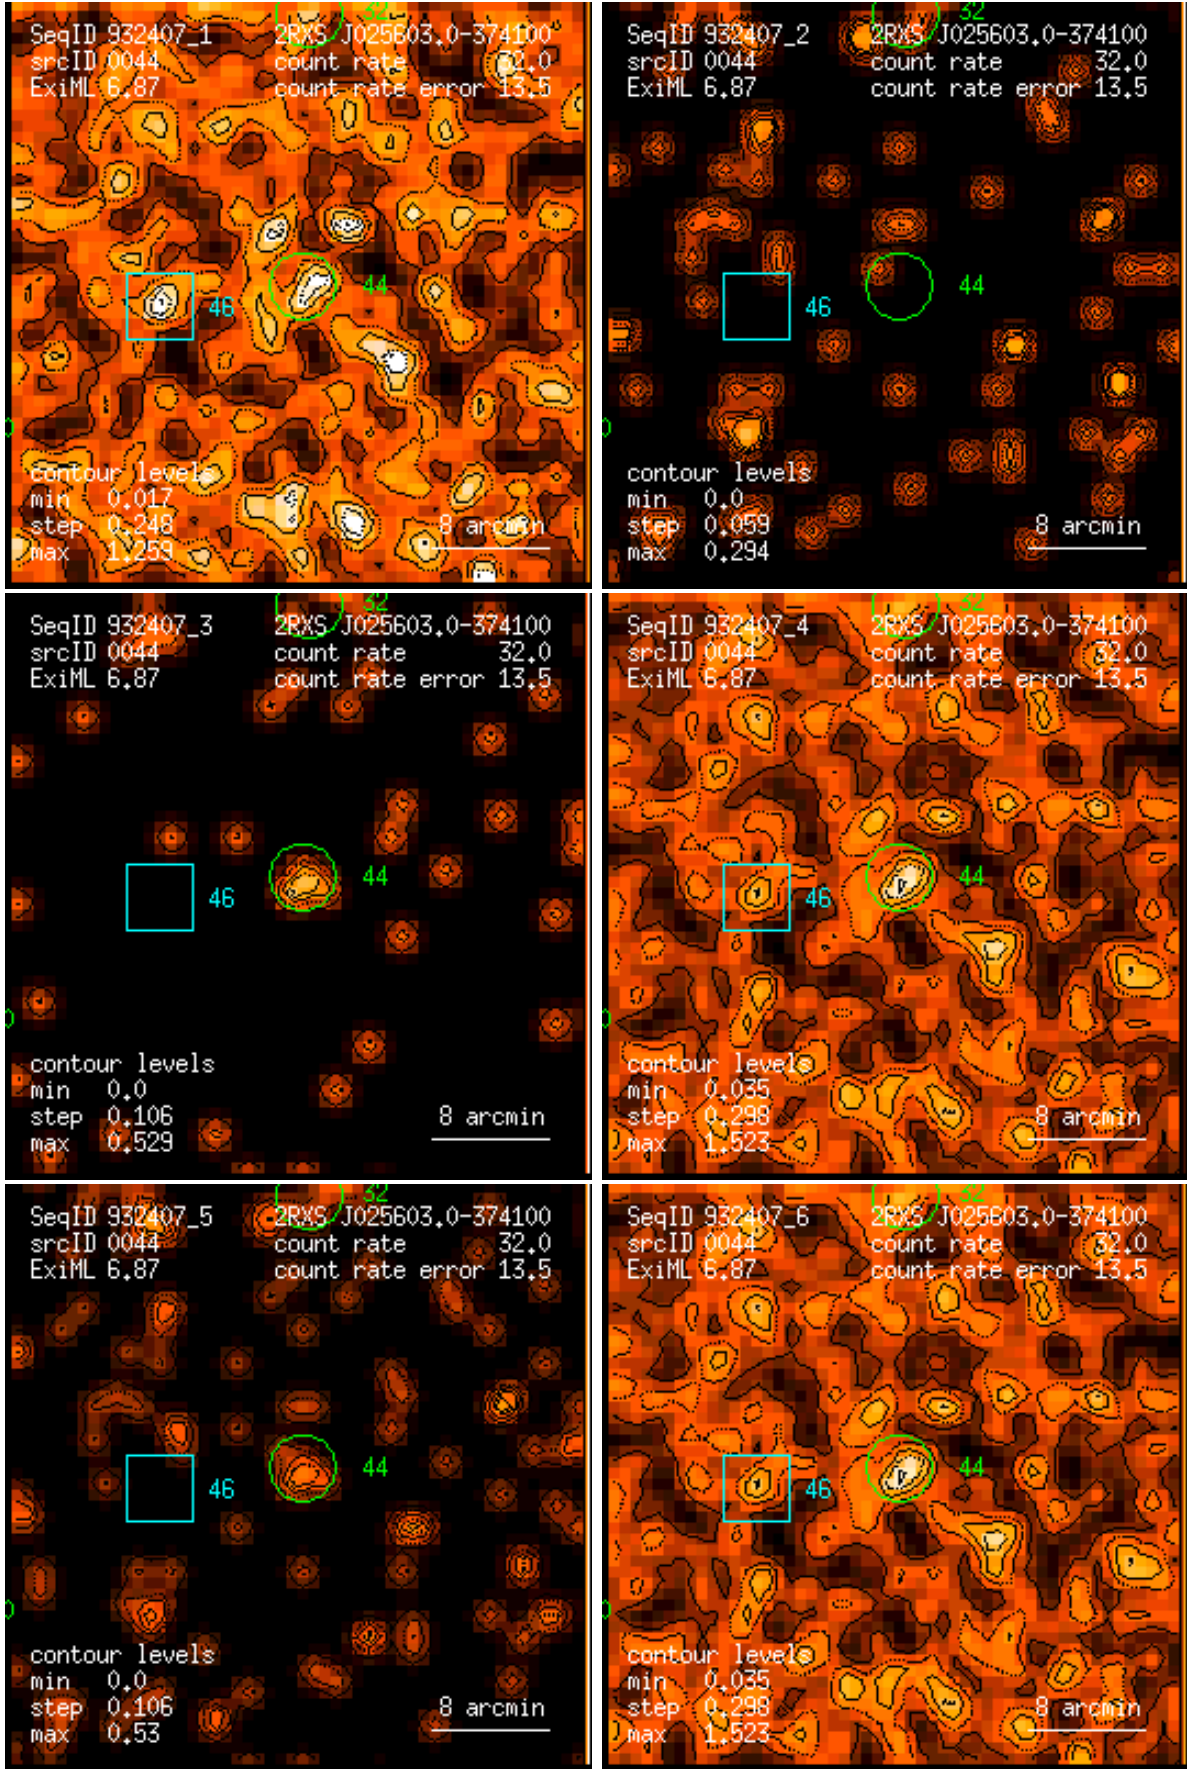 32
SeqID 932407_1 2RXS J025603.0-374100
srcID 0044 count rate 32.0
ExiML 6.87 count rate error 13.5
44
46
contour levels
min 0.017
step 0.248 8 arcmin
max 1.259
32
SeqID 932407_2 2RXS J025603.0-374100
srcID 0044 count rate 32.0
ExiML 6.87 count rate error 13.5
44
46
contour levels
min 0.0
step 0.059 8 arcmin
max 0.294
32
SeqID 932407_3 2RXS J025603.0-374100
srcID 0044 count rate 32.0
ExiML 6.87 count rate error 13.5
44
46
contour levels
min 0.0
step 0.106 8 arcmin
max 0.529
32
SeqID 932407_4 2RXS J025603.0-374100
srcID 0044 count rate 32.0
ExiML 6.87 count rate error 13.5
44
46
contour levels
min 0.035
step 0.298 8 arcmin
max 1.523
32
SeqID 932407_5 2RXS J025603.0-374100
srcID 0044 count rate 32.0
ExiML 6.87 count rate error 13.5
44
46
contour levels
min 0.0
step 0.106 8 arcmin
max 0.53
32
SeqID 932407_6 2RXS J025603.0-374100
srcID 0044 count rate 32.0
ExiML 6.87 count rate error 13.5
44
46
contour levels
min 0.035
step 0.298 8 arcmin
max 1.523